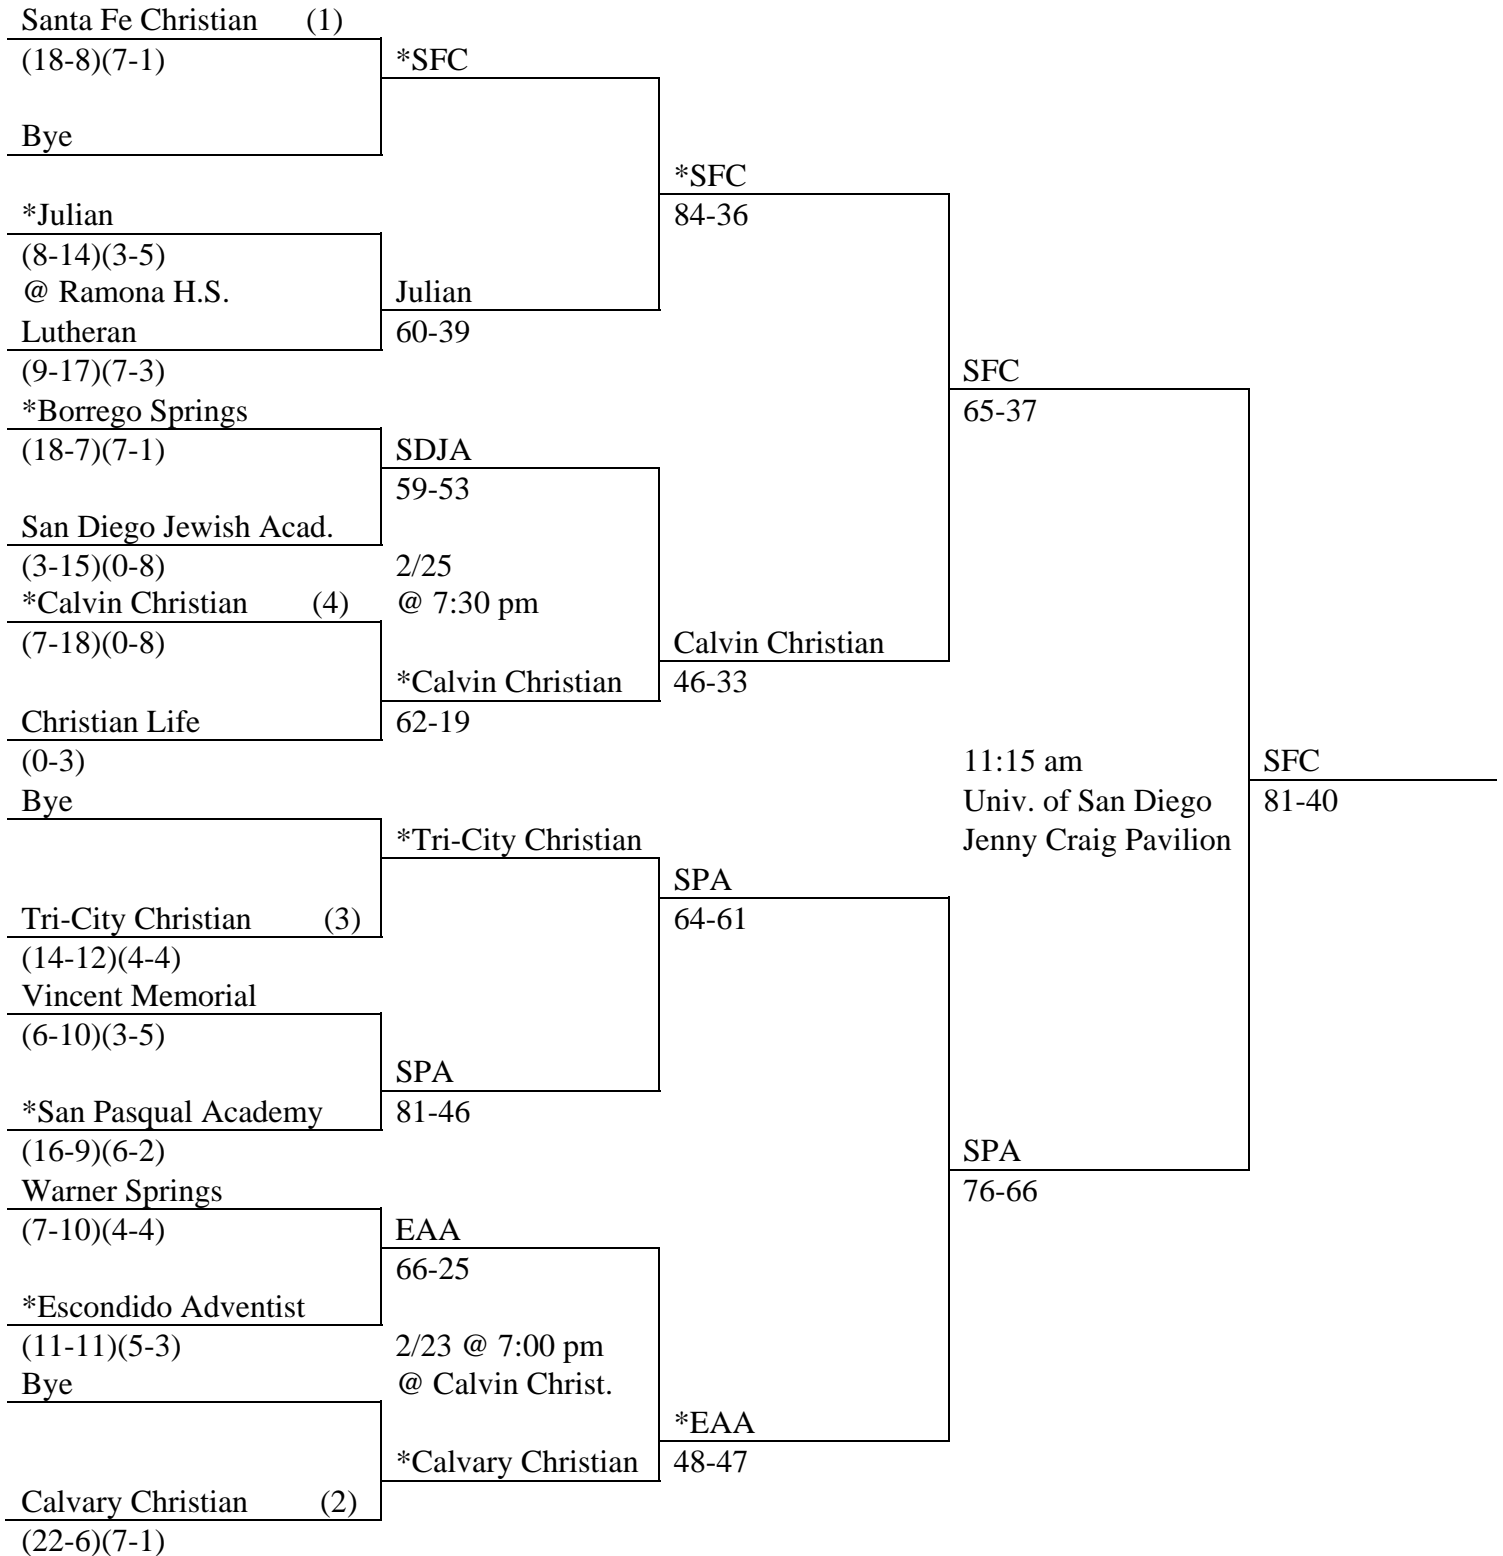 Santa Fe Christian (1)
(18-8)(7-1)
*SFC
Bye
*SFC
*Julian
84-36
(8-14)(3-5)
@ Ramona H.S.
Julian
Lutheran
60-39
(9-17)(7-3)
SFC
*Borrego Springs
65-37
(18-7)(7-1)
SDJA
59-53
San Diego Jewish Acad.
(3-15)(0-8)
2/25
*Calvin Christian (4)
@ 7:30 pm
(7-18)(0-8)
Calvin Christian
*Calvin Christian
46-33
Christian Life
62-19
(0-3)
11:15 am
SFC
Bye
Univ. of San Diego
81-40
*Tri-City Christian
Jenny Craig Pavilion
SPA
Tri-City Christian (3)
64-61
(14-12)(4-4)
Vincent Memorial
(6-10)(3-5)
SPA
*San Pasqual Academy
81-46
(16-9)(6-2)
SPA
Warner Springs
76-66
(7-10)(4-4)
EAA
66-25
*Escondido Adventist
(11-11)(5-3)
2/23 @ 7:00 pm
Bye
@ Calvin Christ.
*EAA
*Calvary Christian
48-47
Calvary Christian (2)
(22-6)(7-1)